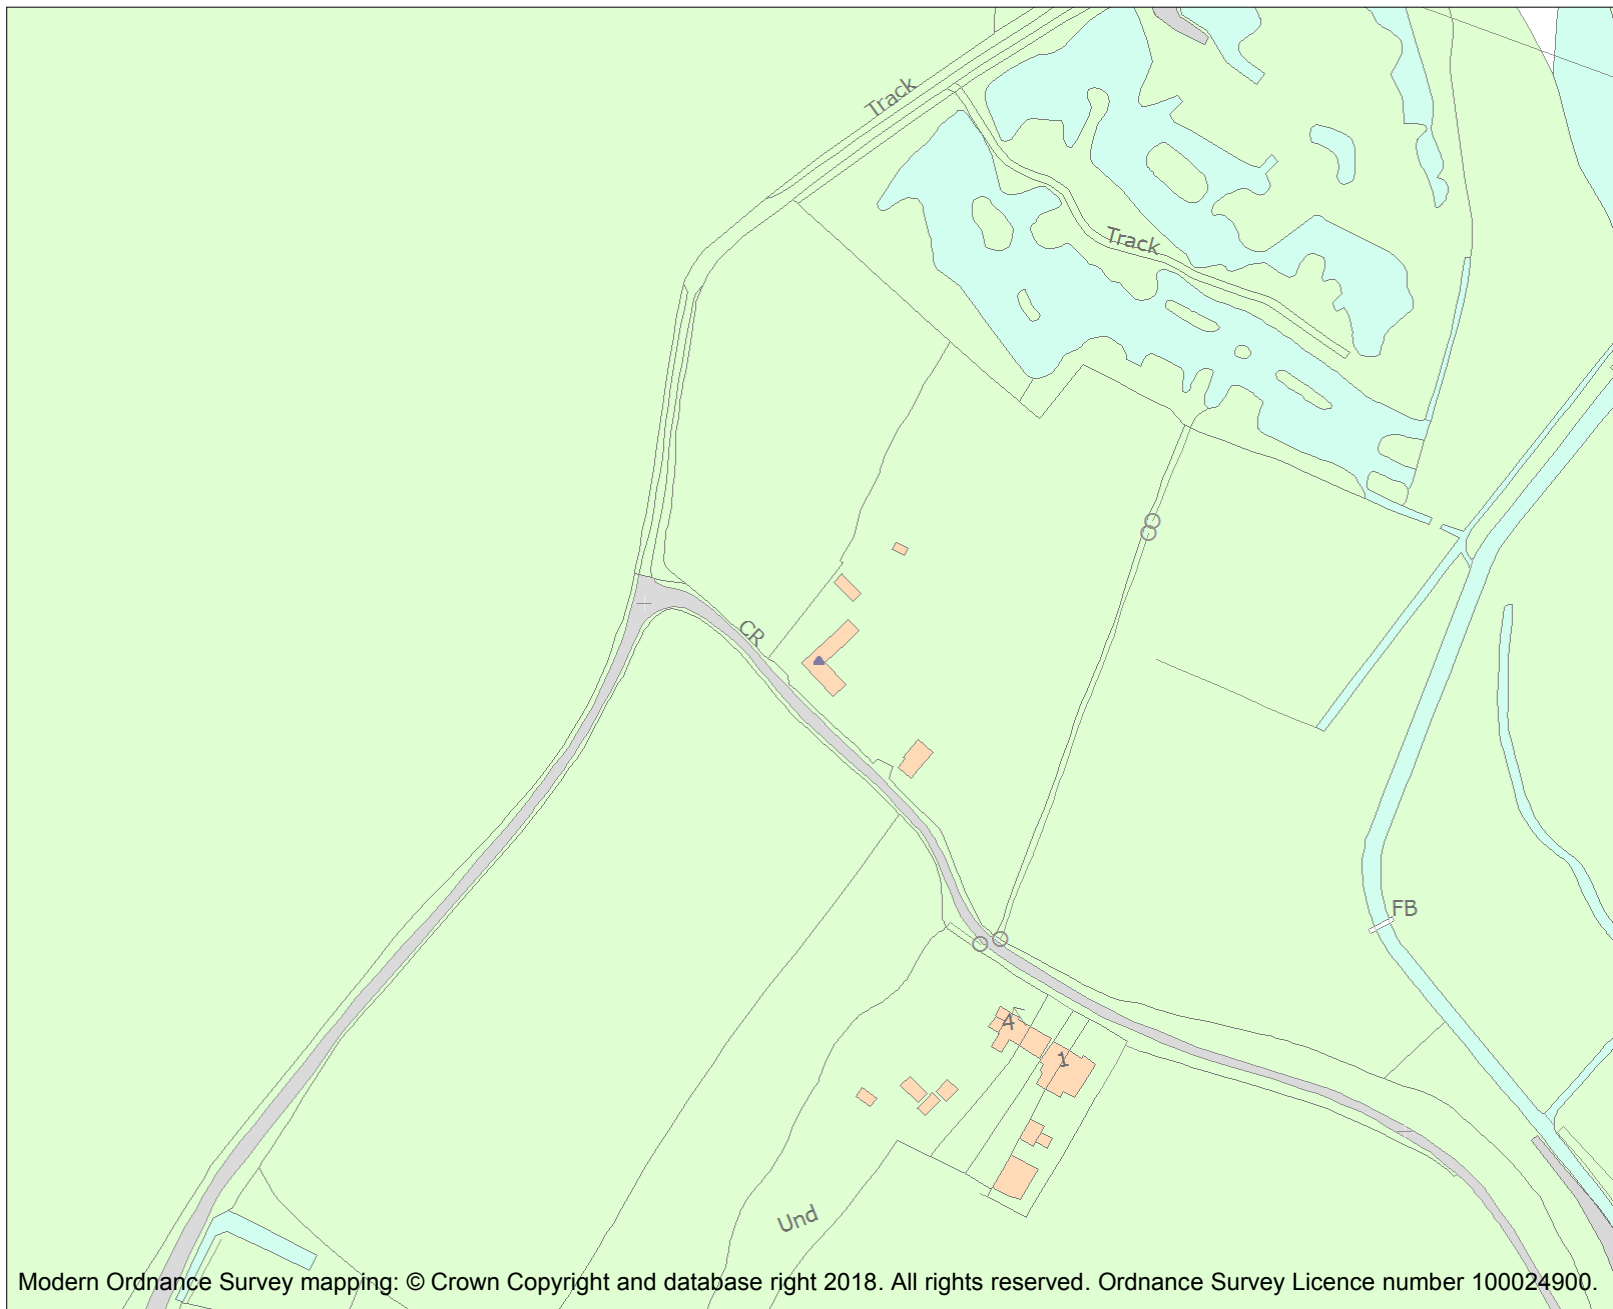 Track
Track
CR
FB
4
1
Und
Modern Ordnance Survey mapping: © Crown Copyright and database right 2018. All rights reserved. Ordnance Survey Licence number 100024900.